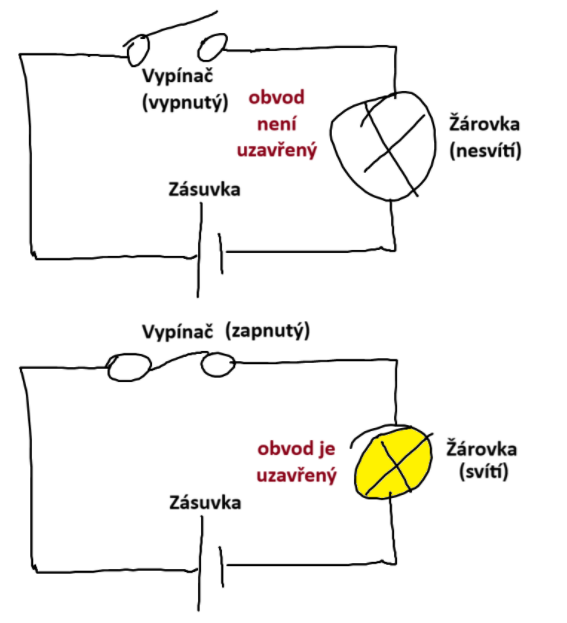 Vypínač
(vypnutý)
obvod
není
uzavřený
Žárovka
(nesvítí)
Zásuvka
Vypínač (zapnutý)
obvod je
uzavřený
Žárovka
(svítí)
Zásuvka